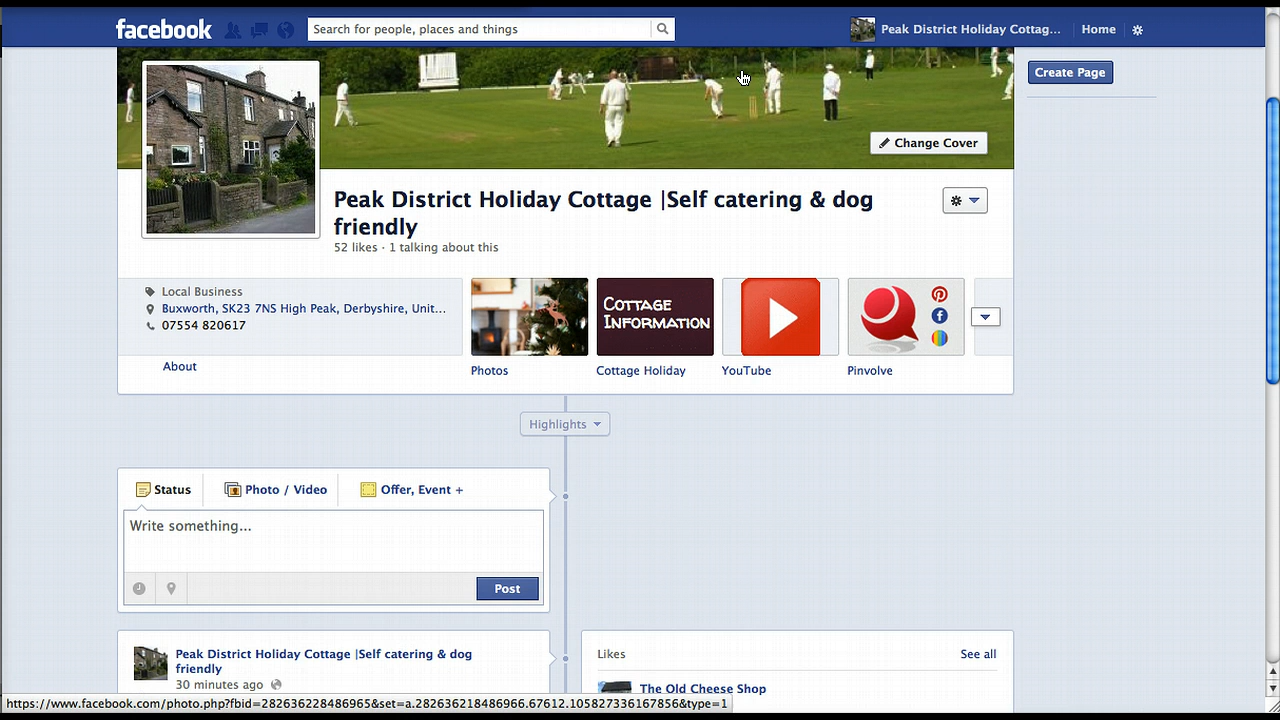 facebook
Search for people, places and things
Peak District Holiday Cottag...
Home
Create Page
Change Cover
Peak District Holiday Cottage |Self catering & dog
friendly
52 likes · 1 talking about this
Local Business
Buxworth, SK23 7NS High Peak, Derbyshire, Unit...
07554 820617
About
COTTAGE
INFORMATION
Photos
Cottage Holiday
YouTube
Pinvolve
Highlights
Status
Photo / Video
Offer, Event +
Write something...
Post
Peak District Holiday Cottage |Self catering & dog
friendly
30 minutes ago
Likes
See all
The Old Cheese Shop
https://www.facebook.com/photo.php?fbid=282636228486965&set=a.282636218486966.67612.105827336167856&type=1